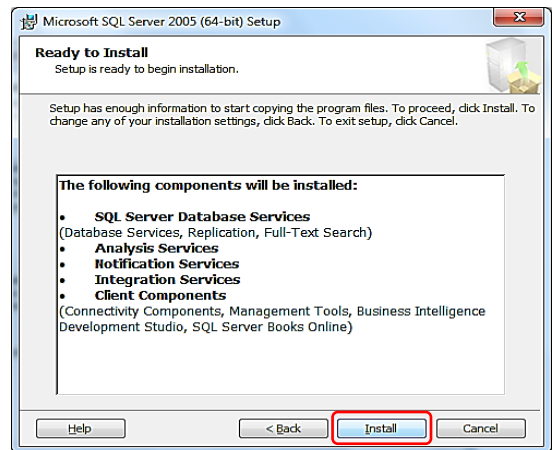 Microsoft SQL Server 2005 (64-bit) Setup
Ready to Install
Setup is ready to begin installation.
Setup has enough information to start copying the program files. To proceed, click Install. To
change any of your installation settings, click Back. To exit setup, click Cancel.
The following components will be installed:
• SQL Server Database Services
(Database Services, Replication, Full-Text Search)
• Analysis Services
• Notification Services
• Integration Services
• Client Components
(Connectivity Components, Management Tools, Business Intelligence
Development Studio, SQL Server Books Online)
Help < Back Install Cancel